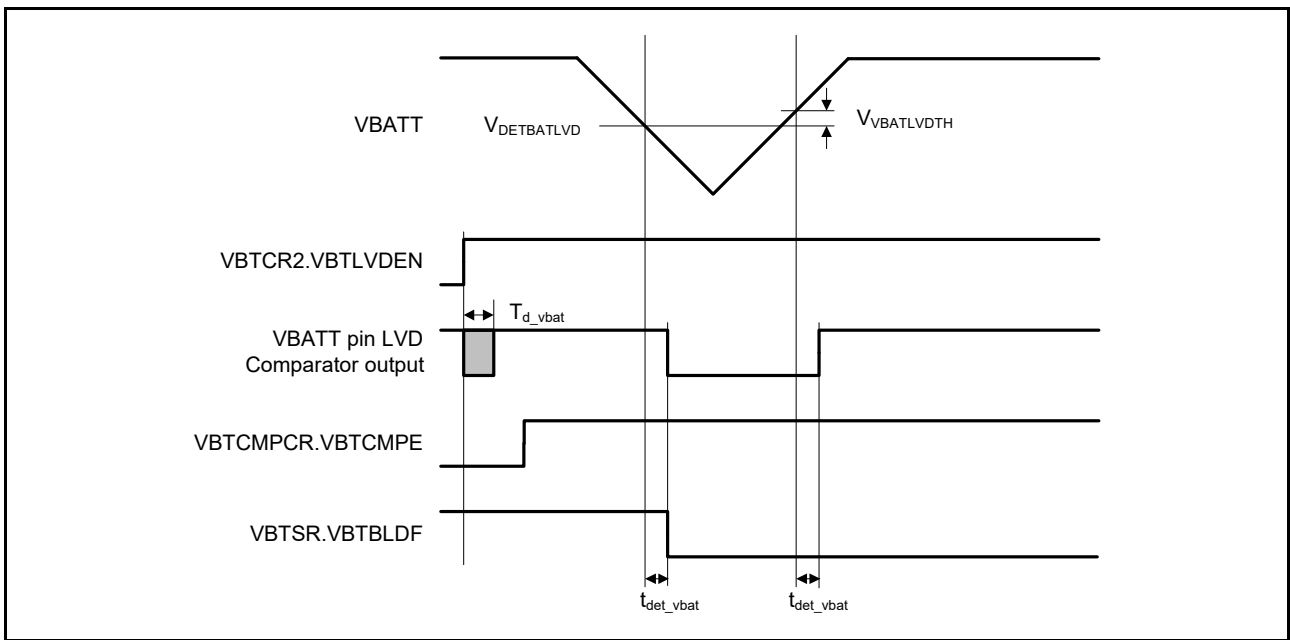 VBATT
VDETBATLVD
VVBATLVDTH
VBTCR2.VBTLVDEN
Td_vbat
VBATT pin LVD
Comparator output
VBTCMPCR.VBTCMPE
VBTSR.VBTBLDF
tdet_vbat
tdet_vbat